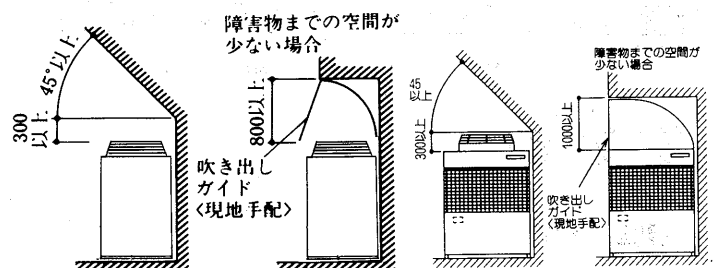 45°以上
300
以上
障害物までの空間が
少ない場合
800以上
吹き出し
ガイド
〈現地手配〉
45
以上
300以上
障害物までの空間が
少ない場合
1000以上
吹き出し
ガイド
〈現地手配〉